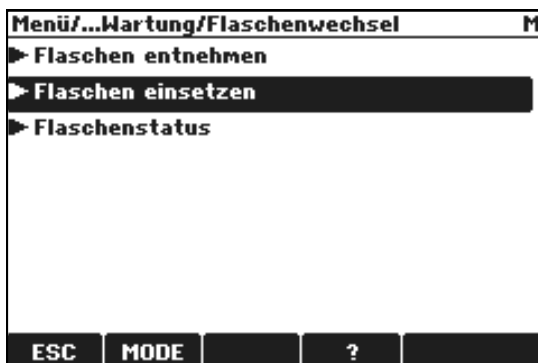 Menü/...Wartung/Flaschenwechsel M
Flaschen entnehmen
Flaschen einsetzen
Flaschenstatus
ESC MODE ?